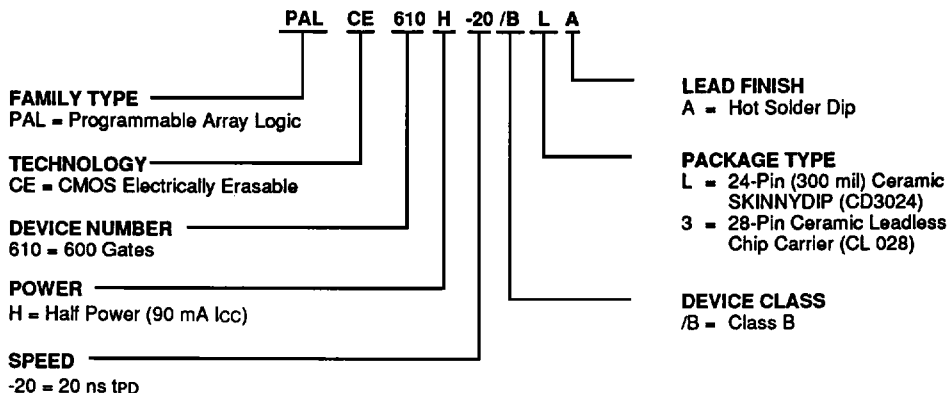 PAL CE 610 H -20 /B L A
FAMILY TYPE
PAL = Programmable Array Logic
TECHNOLOGY
CE = CMOS Electrically Erasable
DEVICE NUMBER
610 = 600 Gates
POWER
H = Half Power (90 mA ICC)
SPEED
-20 = 20 ns tPD
LEAD FINISH
A = Hot Solder Dip
PACKAGE TYPE
L = 24-Pin (300 mil) Ceramic
SKINNYDIP (CD3024)
3 = 28-Pin Ceramic Leadless
Chip Carrier (CL 028)
DEVICE CLASS
/B = Class B